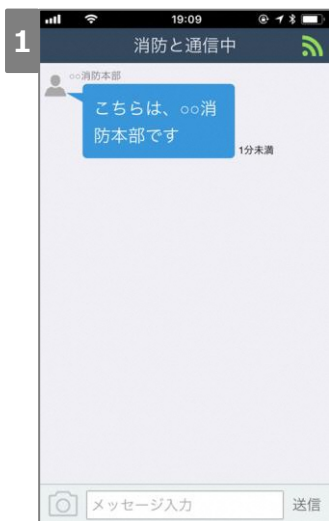 1
19:09
消防と通信中
○○消防本部
こちらは、○○消
防本部です
1分未満
メッセージ入力
送信